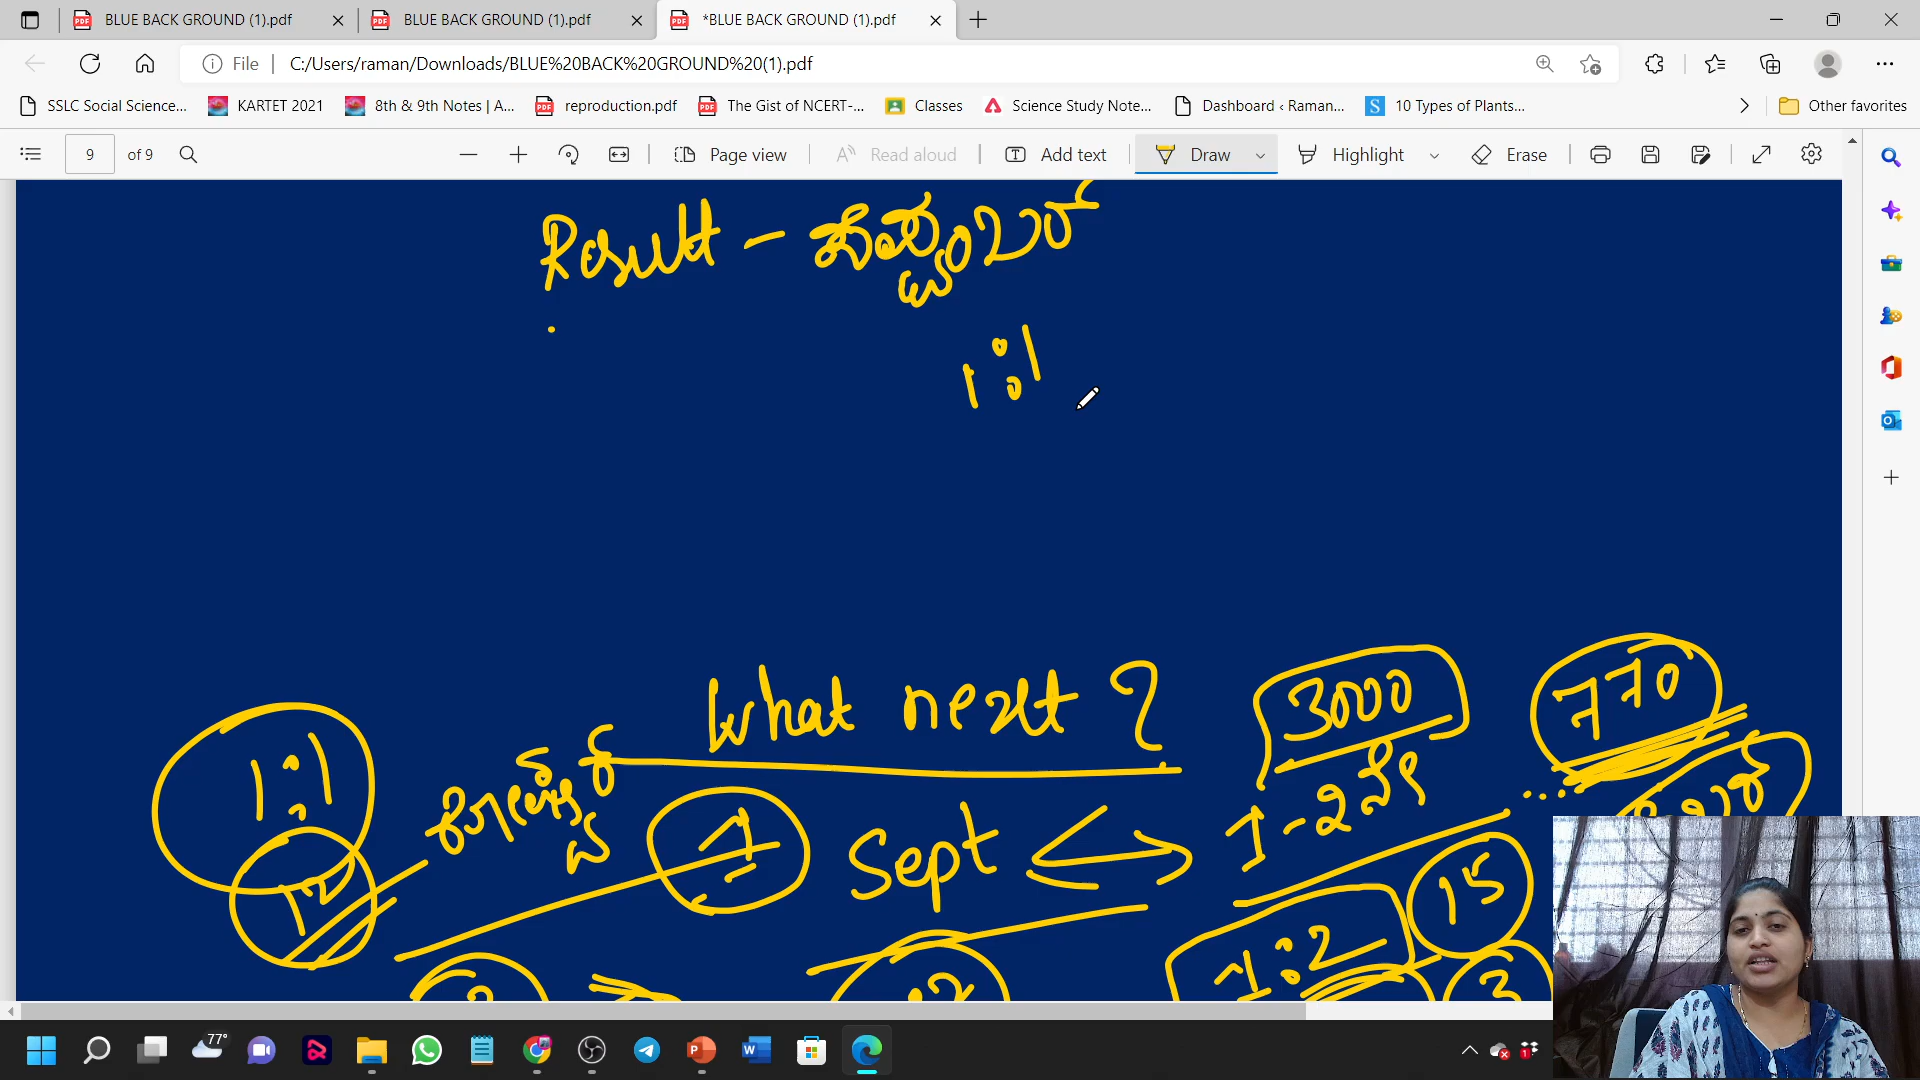 BLUE BACK GROUND (1).pdf
BLUE BACK GROUND (1).pdf
*BLUE BACK GROUND (1).pdf
File
C:/Users/raman/Downloads/BLUE%20BACK%20GROUND%20(1).pdf
SSLC Social Science...
KARTET 2021
8th & 9th Notes | A...
reproduction.pdf
The Gist of NCERT-...
Classes
Science Study Note...
Dashboard ‹ Raman...
10 Types of Plants...
Other favorites
9 of 9
Page view
Read aloud
Add text
Draw
Highlight
Erase
Result -
1:1
What next ?
3000
770
1:1
1
Sept
15
1:2
77°